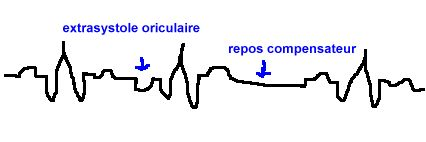 extrasystole oriculaire
repos compensateur